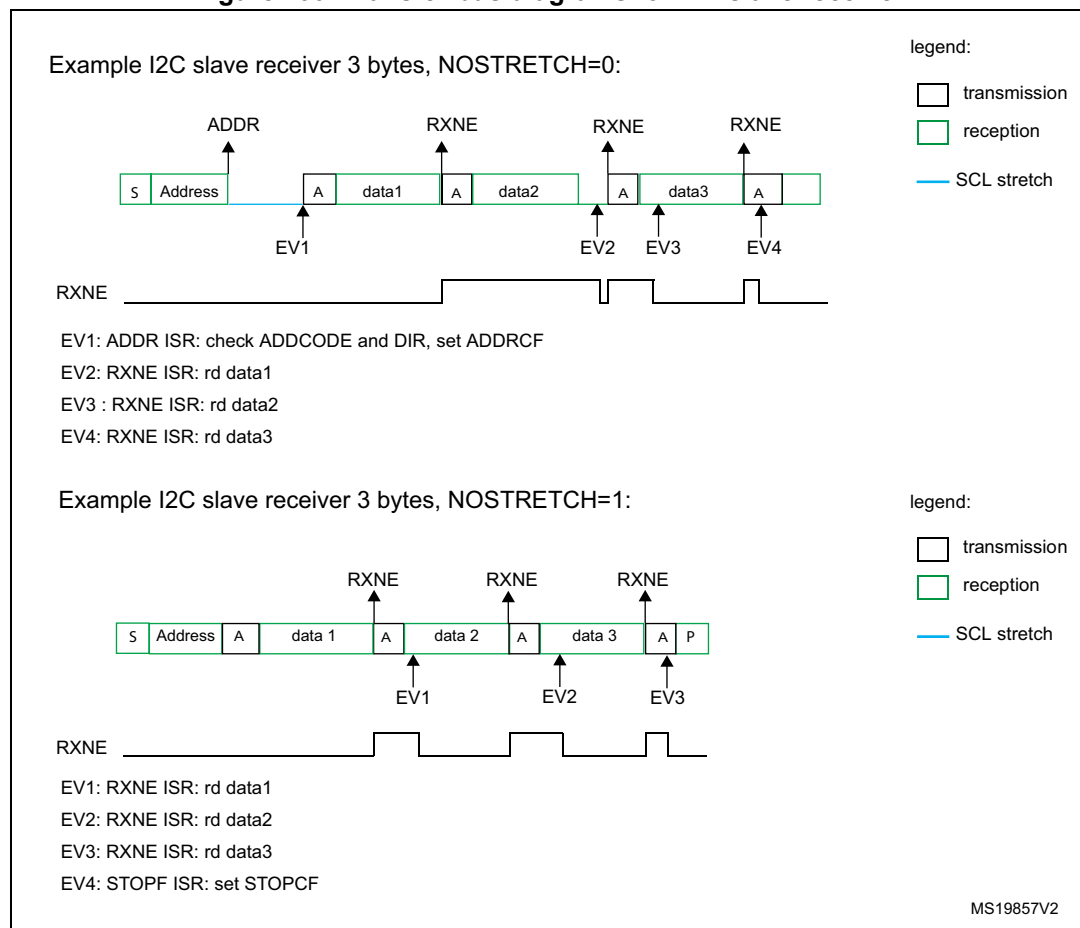 Example I2C slave receiver 3 bytes, NOSTRETCH=0:
legend:
transmission
reception
SCL stretch
ADDR RXNE RXNE RXNE
S Address A data1 A data2 A data3 A
EV1 EV2 EV3 EV4
RXNE
EV1: ADDR ISR: check ADDCODE and DIR, set ADDRCF
EV2: RXNE ISR: rd data1
EV3 : RXNE ISR: rd data2
EV4: RXNE ISR: rd data3
Example I2C slave receiver 3 bytes, NOSTRETCH=1:
legend:
transmission
reception
SCL stretch
RXNE RXNE RXNE
S Address A data 1 A data 2 A data 3 A P
EV1 EV2 EV3
RXNE
EV1: RXNE ISR: rd data1
EV2: RXNE ISR: rd data2
EV3: RXNE ISR: rd data3
EV4: STOPF ISR: set STOPCF
MS19857V2